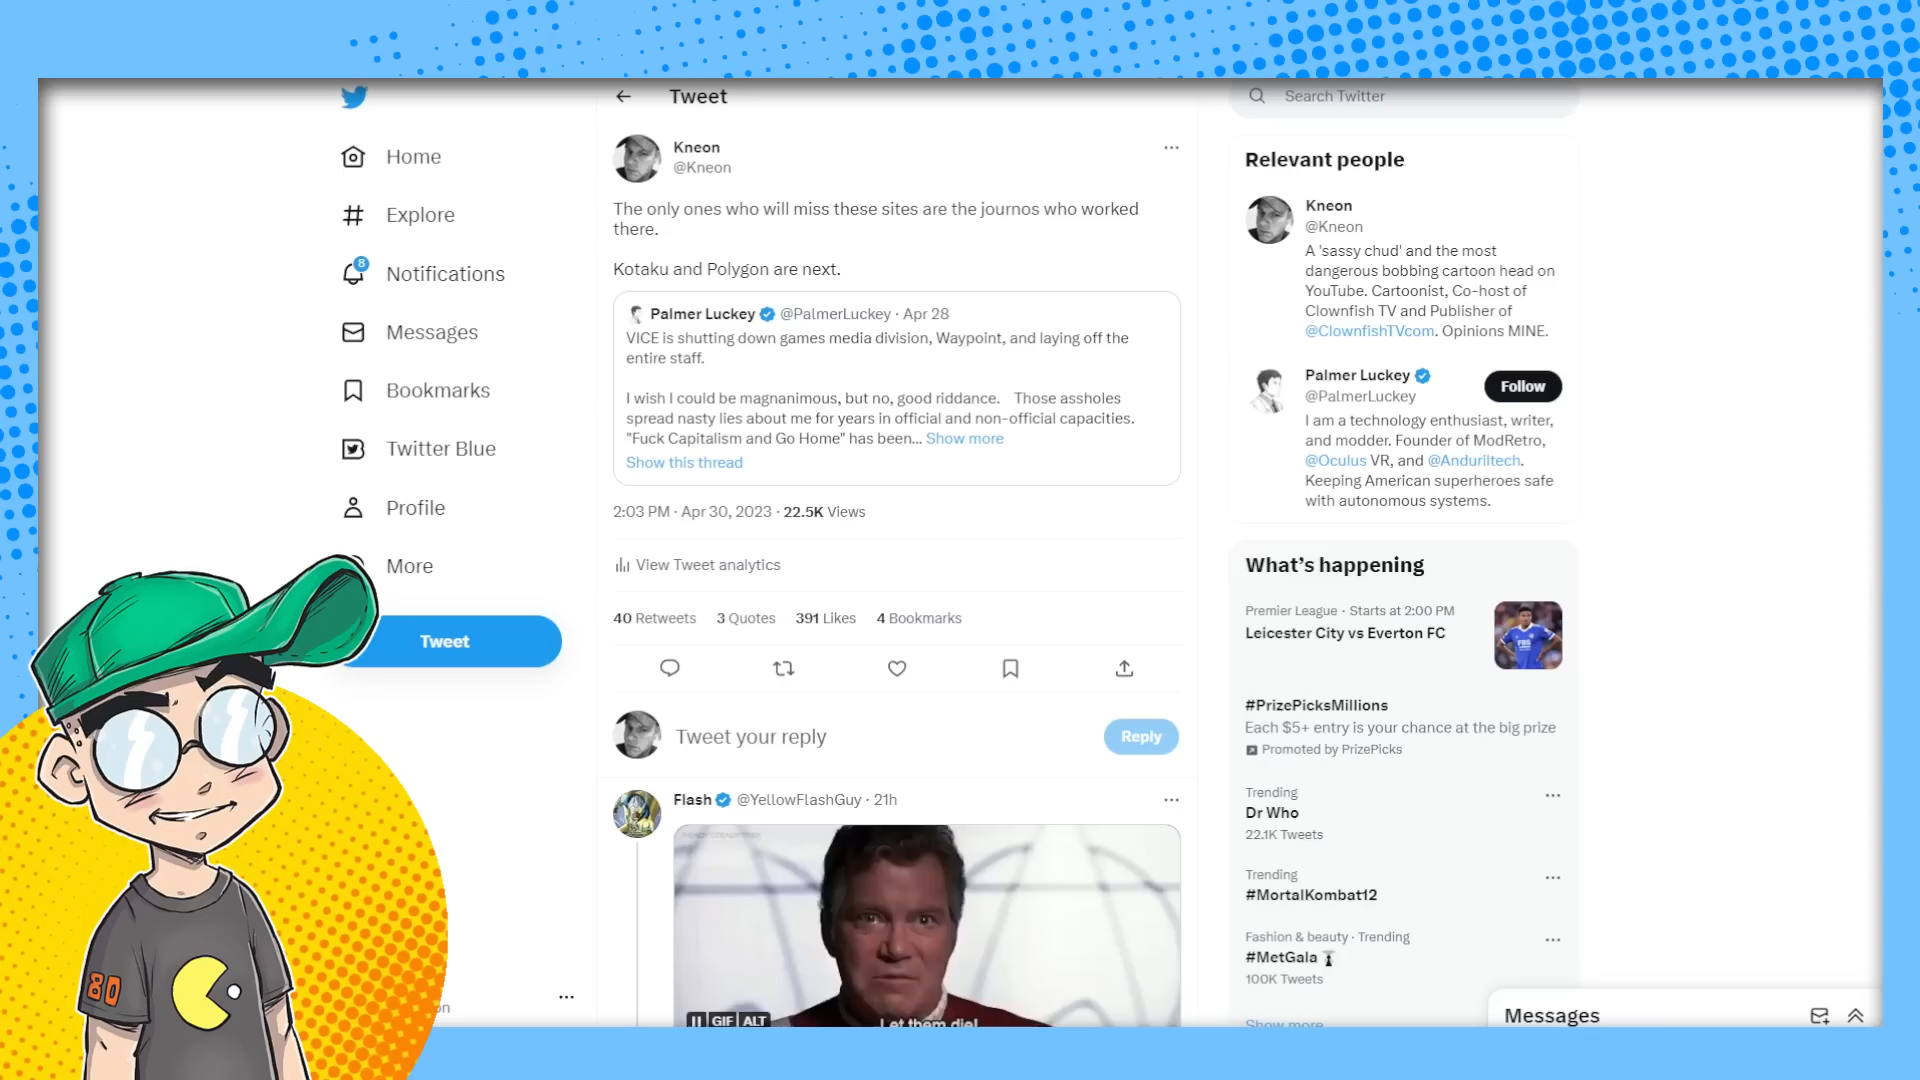 Home
Explore
8
Notifications
Messages
Bookmarks
Twitter Blue
Profile
More
Tweet
Tweet
Kneon
@Kneon
The only ones who will miss these sites are the journos who worked
there.
Kotaku and Polygon are next.
Palmer Luckey @PalmerLuckey · Apr 28
VICE is shutting down games media division, Waypoint, and laying off the
entire staff.
I wish I could be magnanimous, but no, good riddance. Those assholes
spread nasty lies about me for years in official and non-official capacities.
"Fuck Capitalism and Go Home" has been... Show more
Show this thread
2:03 PM · Apr 30, 2023 · 22.5K Views
View Tweet analytics
40 Retweets 3 Quotes 391 Likes 4 Bookmarks
Tweet your reply
Reply
Flash @YellowFlashGuy · 21h
GIF ALT
Let them die!
Search Twitter
Relevant people
Kneon
@Kneon
A 'sassy chud' and the most
dangerous bobbing cartoon head on
YouTube. Cartoonist, Co-host of
Clownfish TV and Publisher of
@ClownfishTVcom. Opinions MINE.
Palmer Luckey
@PalmerLuckey
Follow
I am a technology enthusiast, writer,
and modder. Founder of ModRetro,
@Oculus VR, and @Anduriltech.
Keeping American superheroes safe
with autonomous systems.
What's happening
Premier League · Starts at 2:00 PM
Leicester City vs Everton FC
#PrizePicksMillions
Each $5+ entry is your chance at the big prize
Promoted by PrizePicks
Trending
Dr Who
22.1K Tweets
Trending
#MortalKombat12
Fashion & beauty · Trending
#MetGala
100K Tweets
Show more
Messages
80
on